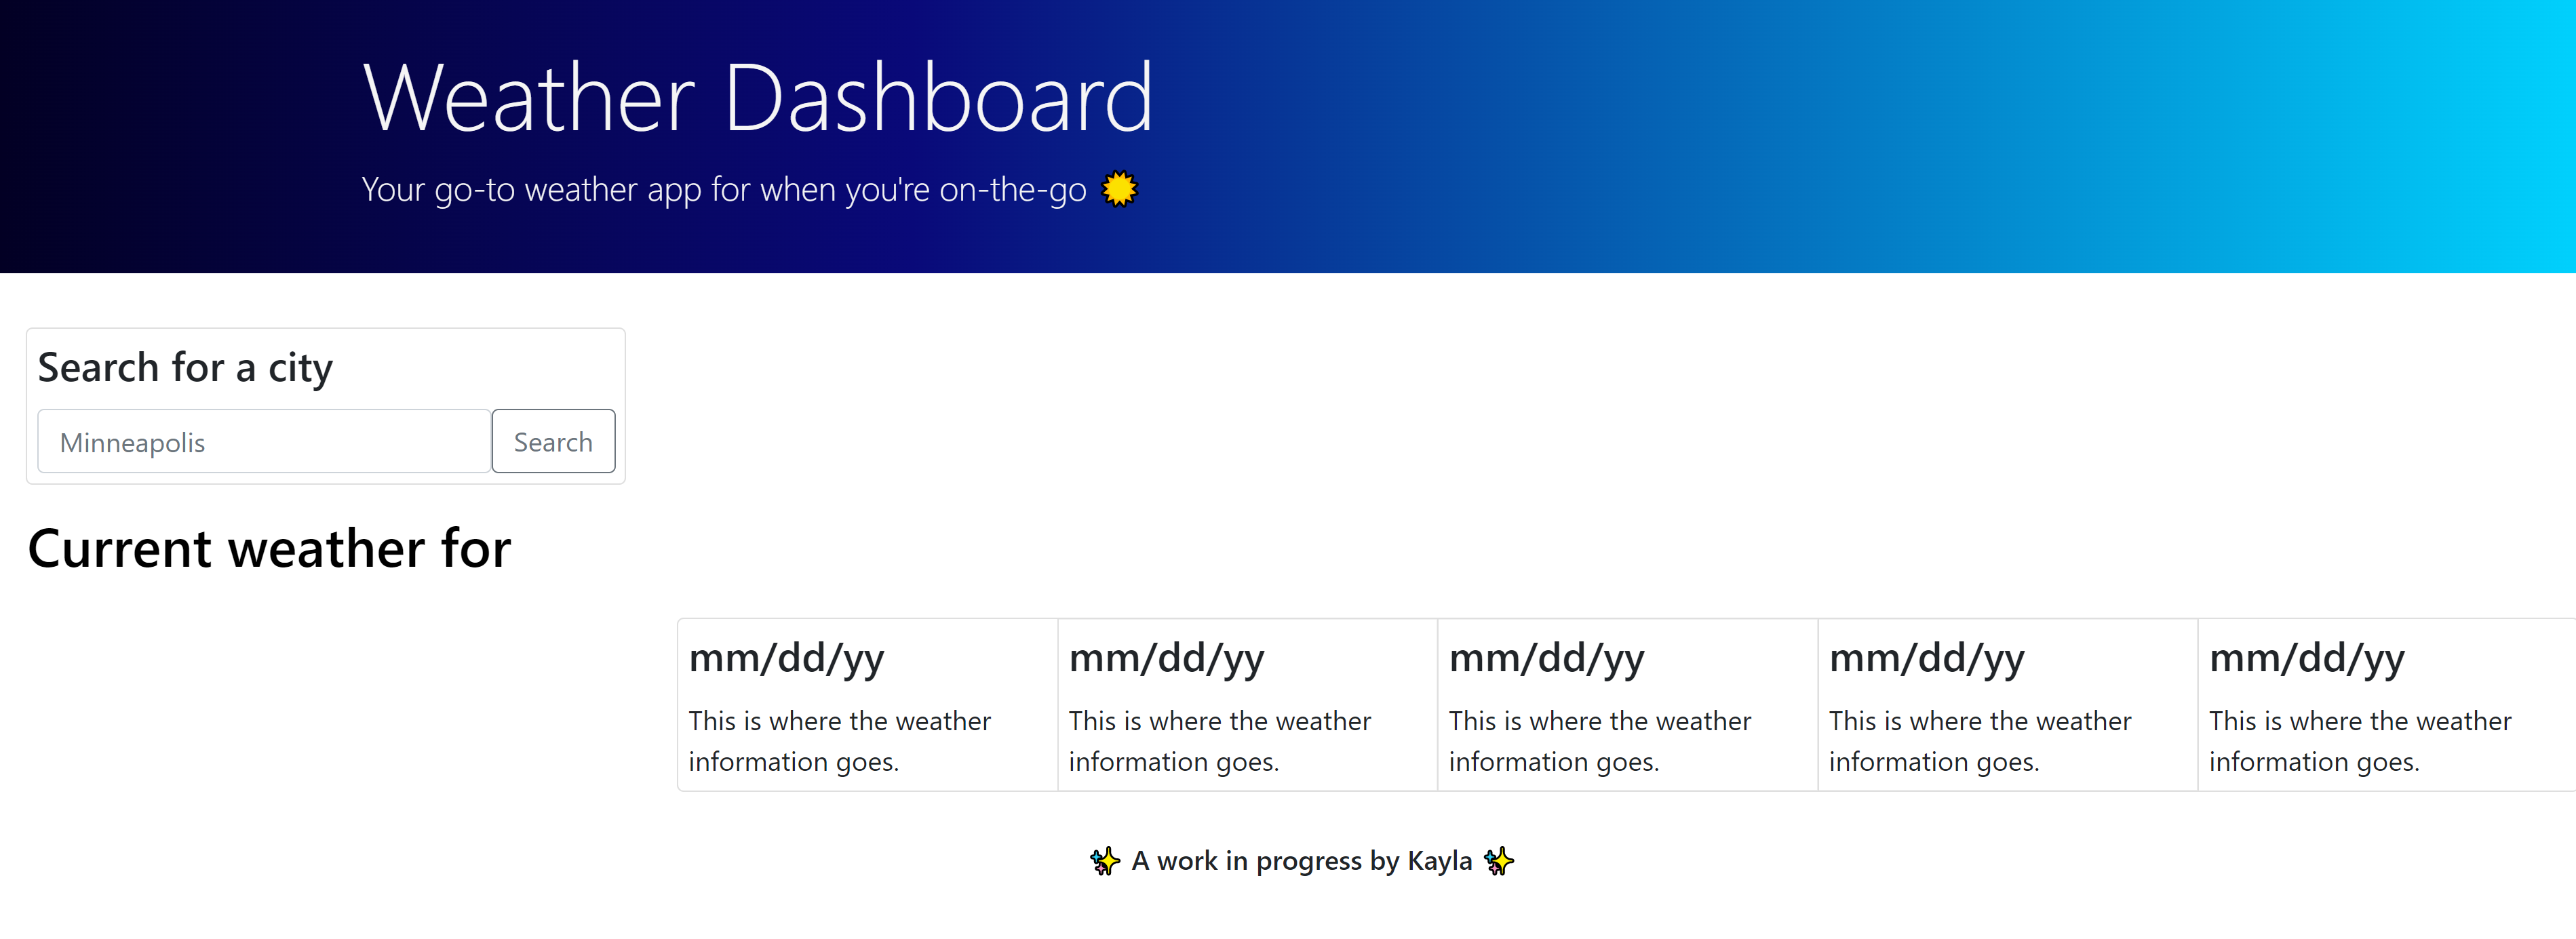 Weather Dashboard
Your go-to weather app for when you're on-the-go ☀️
Search for a city
Minneapolis
Search
Current weather for
mm/dd/yy
This is where the weather
information goes.
mm/dd/yy
This is where the weather
information goes.
mm/dd/yy
This is where the weather
information goes.
mm/dd/yy
This is where the weather
information goes.
mm/dd/yy
This is where the weather
information goes.
✨ A work in progress by Kayla ✨